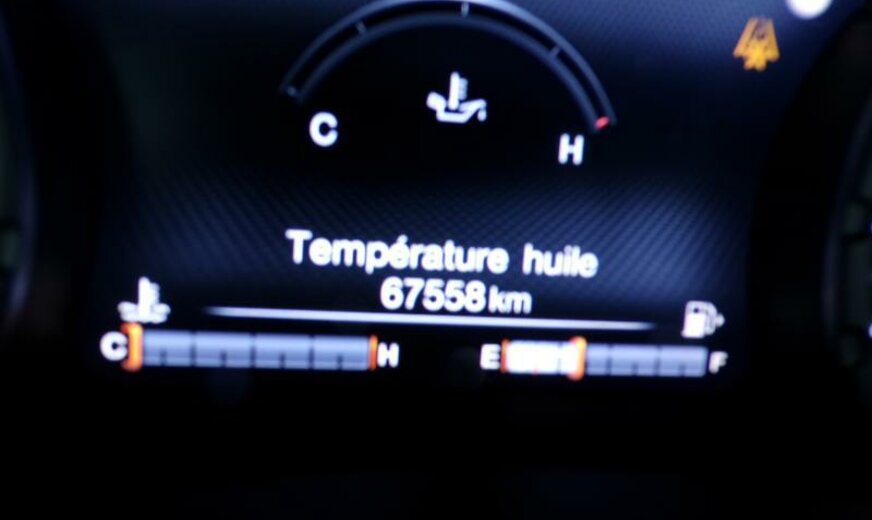 C H
Température huile
67558 km
C H E F